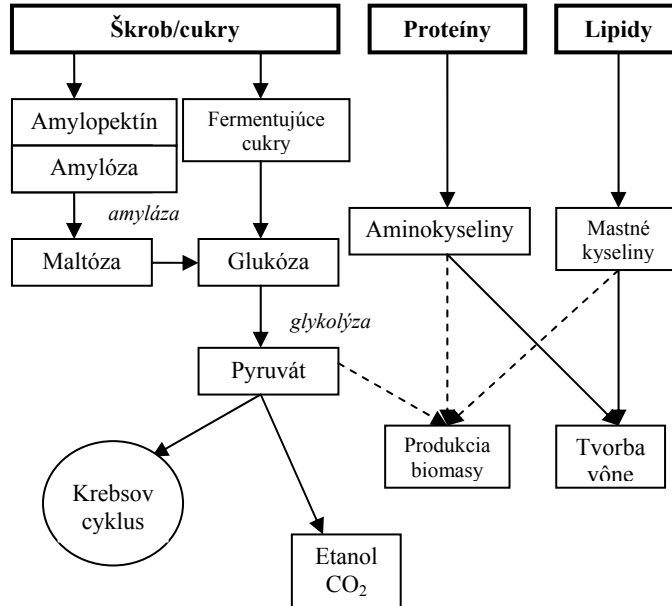 Škrob/cukry
Proteíny
Lipidy
Amylopektín
Amylóza
Fermentujúce
cukry
amyláza
Aminokyseliny
Mastné
kyseliny
Maltóza
Glukóza
glykolýza
Pyruvát
Produkcia
biomasy
Tvorba
vône
Krebsov
cyklus
Etanol
CO₂